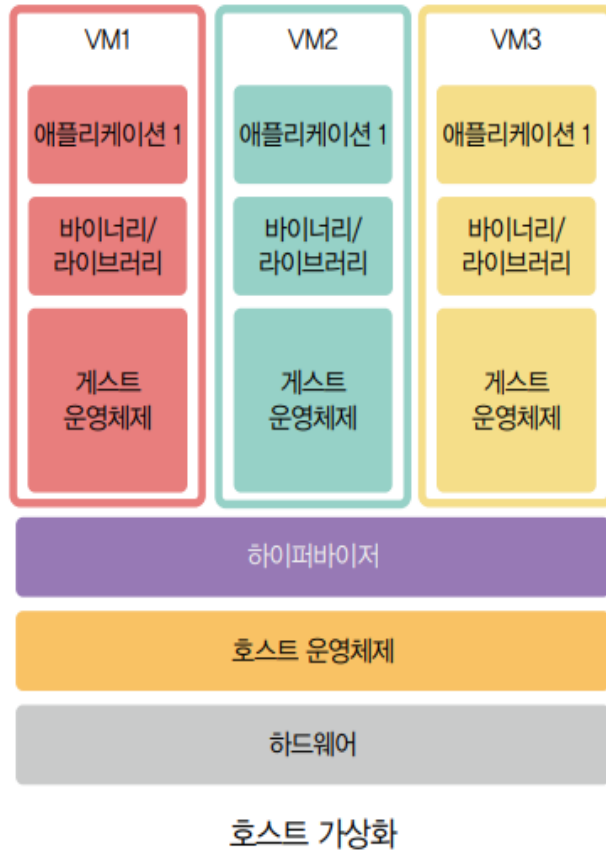 VM1
VM2
VM3
애플리케이션 1
애플리케이션 1
애플리케이션 1
바이너리/
라이브러리
바이너리/
라이브러리
바이너리/
라이브러리
게스트
운영체제
게스트
운영체제
게스트
운영체제
하이퍼바이저
호스트 운영체제
하드웨어
호스트 가상화